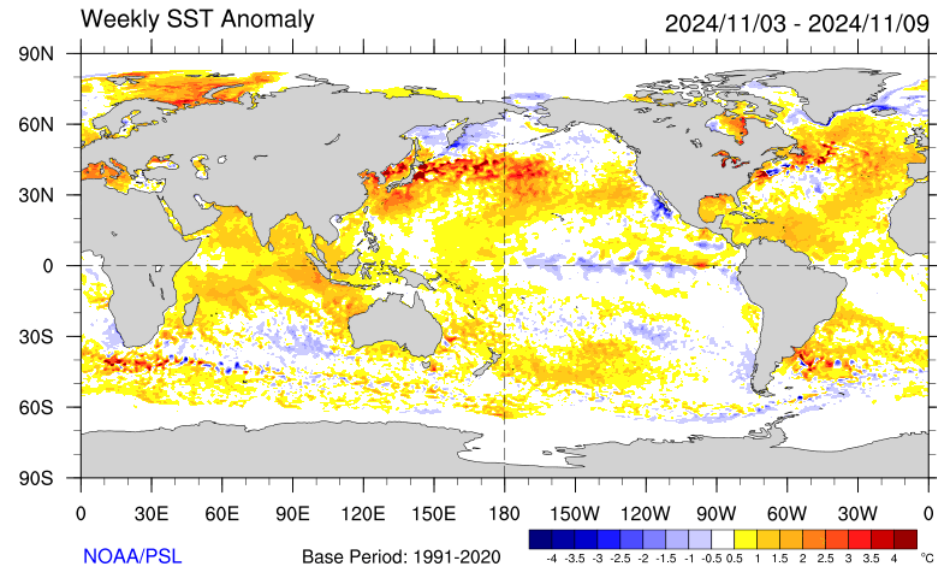 Weekly SST Anomaly
2024/11/03 - 2024/11/09
90N
60N
30N
0
30S
60S
90S
0 30E 60E 90E 120E 150E 180 150W 120W 90W 60W 30W 0
NOAA/PSL
Base Period: 1991-2020
-4 -3.5 -3 -2.5 -2 -1.5 -1 -0.5 0.5 1 1.5 2 2.5 3 3.5 4 °C